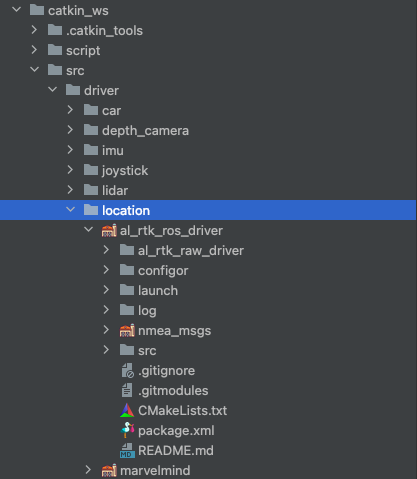 catkin_ws
.catkin_tools
script
src
driver
car
depth_camera
imu
joystick
lidar
location
al_rtk_ros_driver
al_rtk_raw_driver
configor
launch
log
nmea_msgs
src
.gitignore
.gitmodules
CMakeLists.txt
package.xml
MD README.md
marvelmind